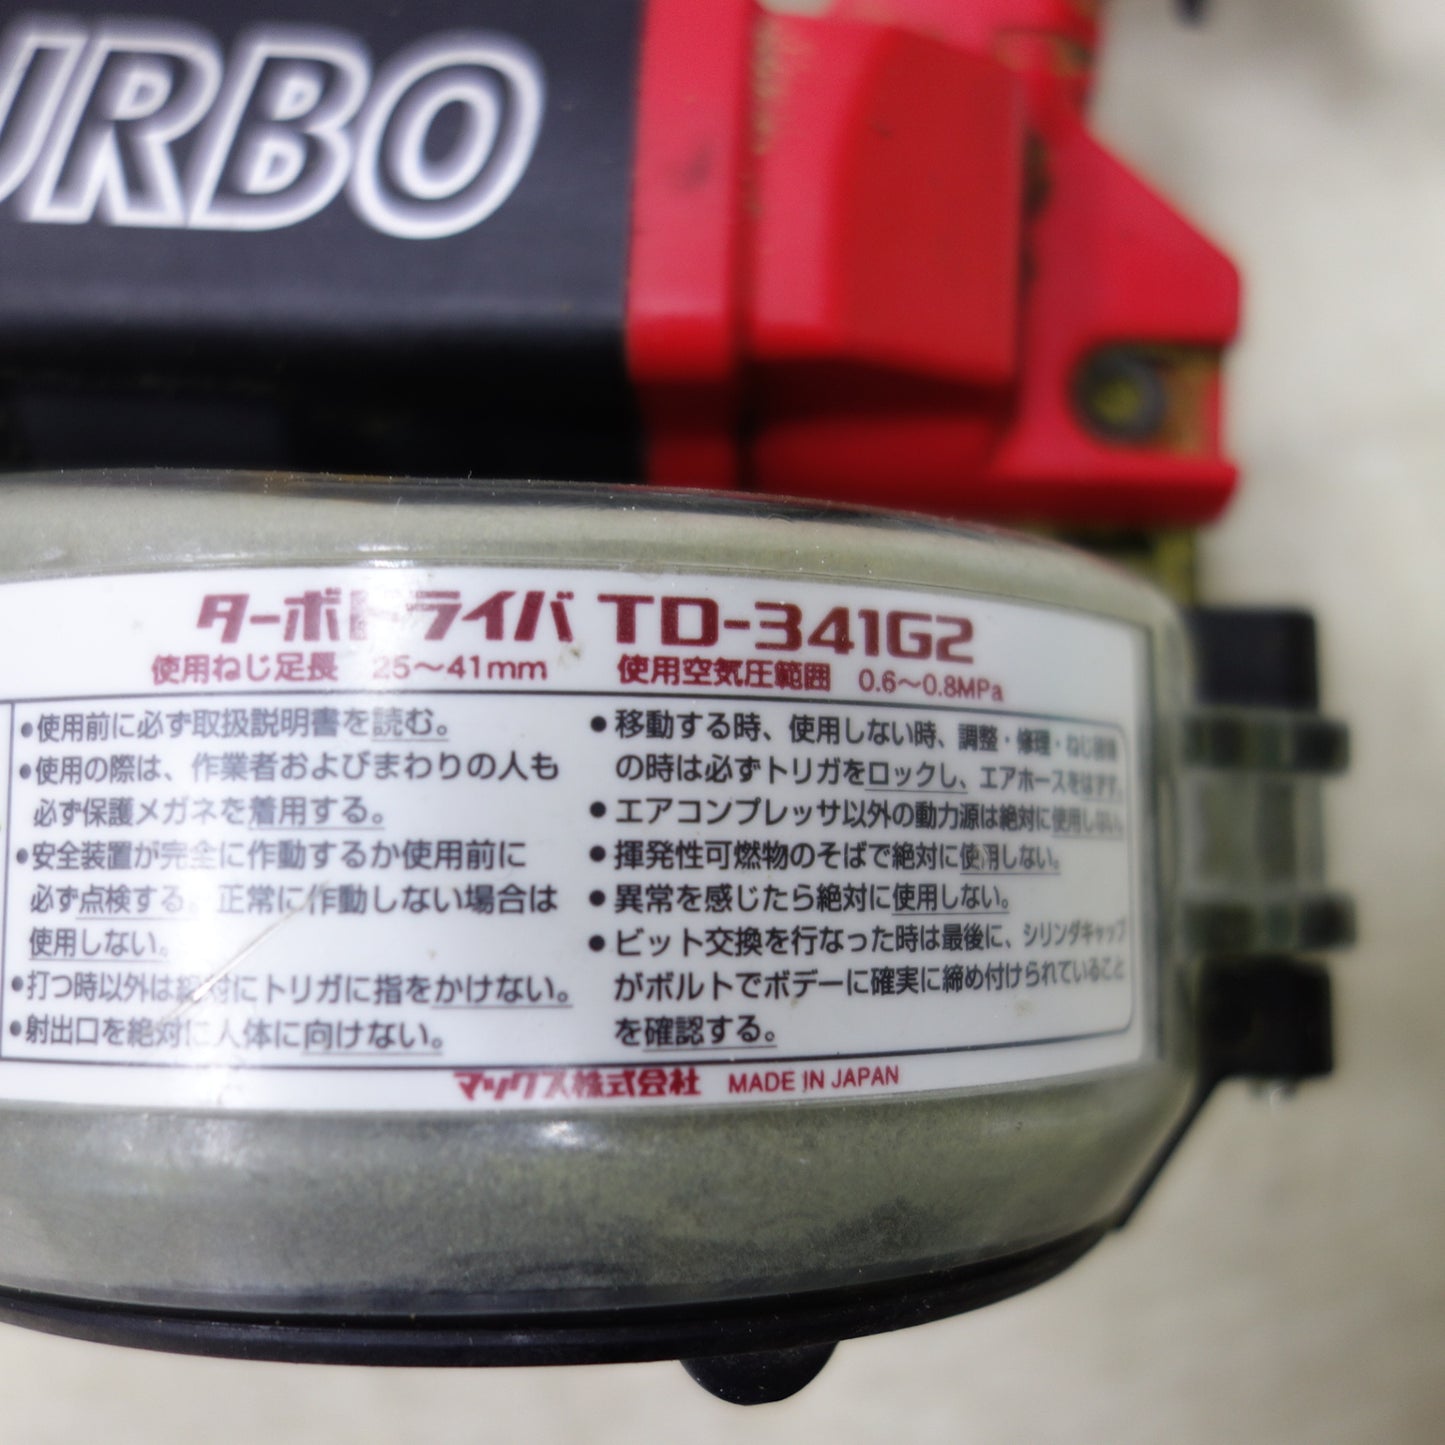 URBO
ターボドライバ TD-341G2
使用ねじ足長 25～41mm 使用空気圧範囲 0.6～0.8MPa
●使用前に必ず取扱説明書を読む。
●使用の際は、作業者およびまわりの人も
必ず保護メガネを着用する。
●安全装置が完全に作動するか使用前に
必ず点検する。正常に作動しない場合は
使用しない。
●打つ時以外は絶対にトリガに指をかけない。
●射出口を絶対に人体に向けない。
●移動する時、使用しない時、調整・修理・ねじ装填
の時は必ずトリガをロックし、エアホースをはずす。
●エアコンプレッサ以外の動力源は絶対に使用しない。
●揮発性可燃物のそばで絶対に使用しない。
●異常を感じたら絶対に使用しない。
●ビット交換を行なった時は最後に、シリンダキャップ
がボルトでボデーに確実に締め付けられていること
を確認する。
マックス株式会社 MADE IN JAPAN